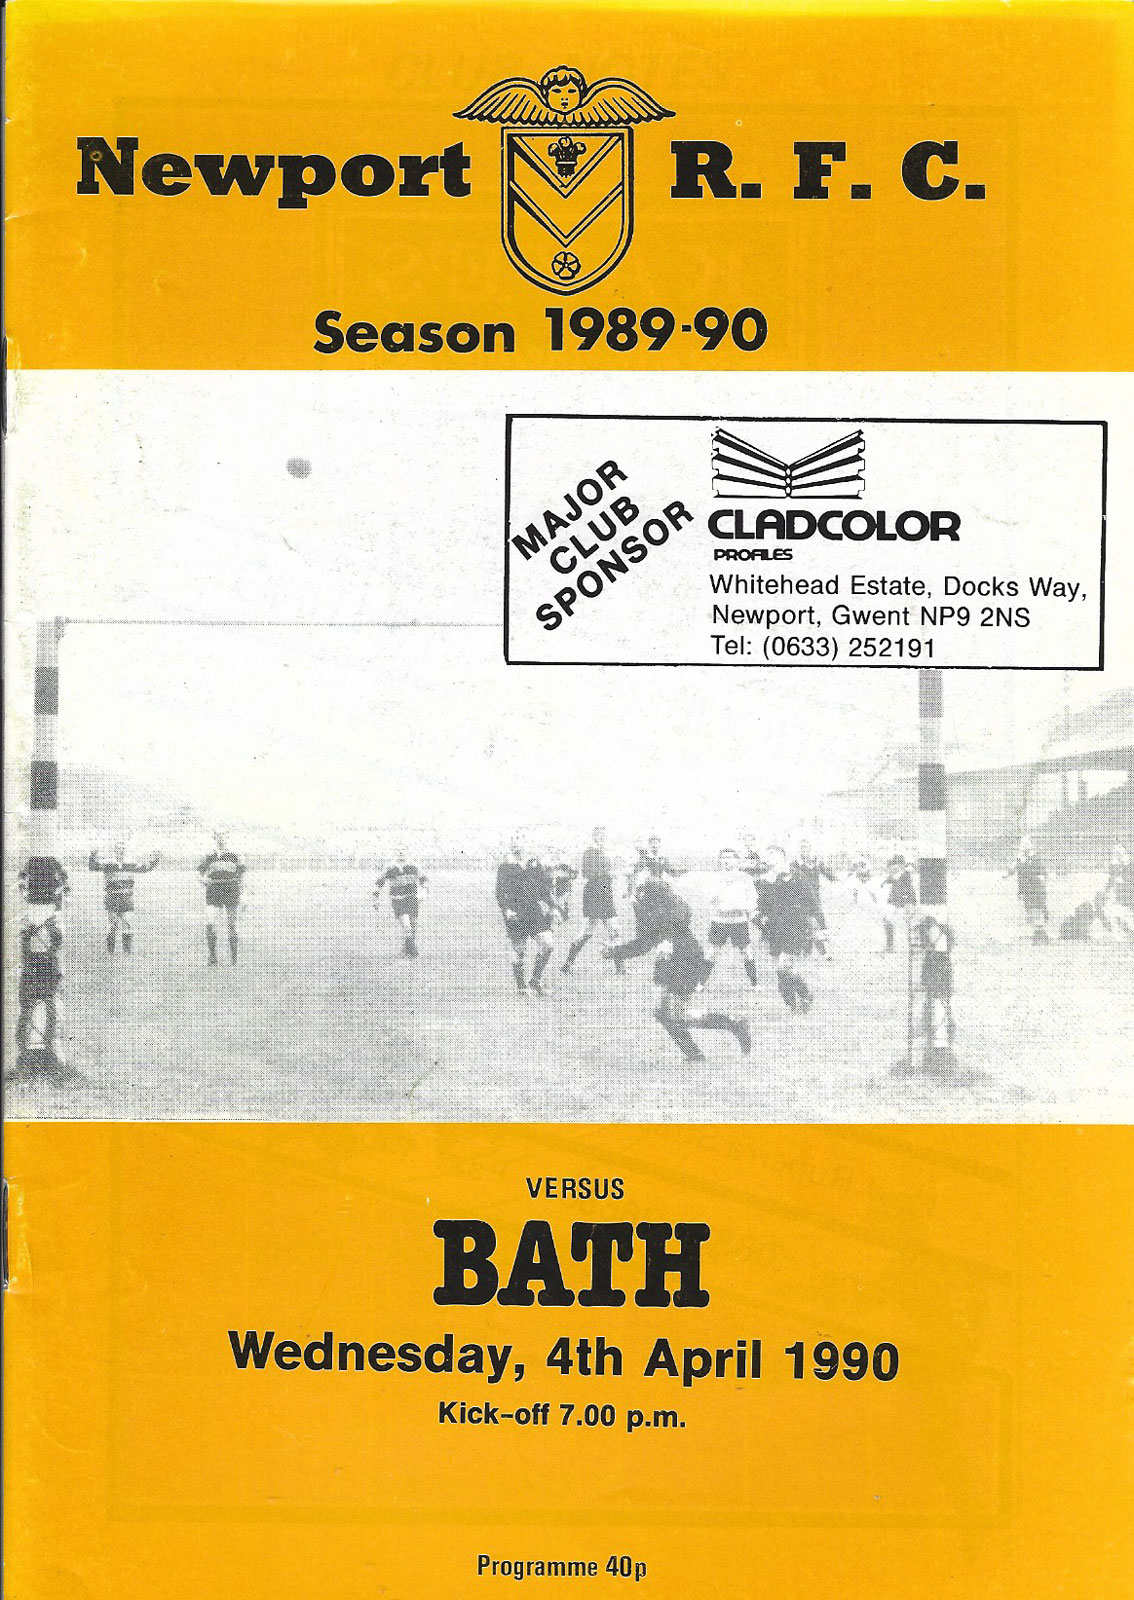 Newport R. F. C.
Season 1989-90
MAJOR
CLUB
SPONSOR
CLADCOLOR
PROFILES
Whitehead Estate, Docks Way,
Newport, Gwent NP9 2NS
Tel: (0633) 252191
VERSUS
BATH
Wednesday, 4th April 1990
Kick-off 7.00 p.m.
Programme 40p